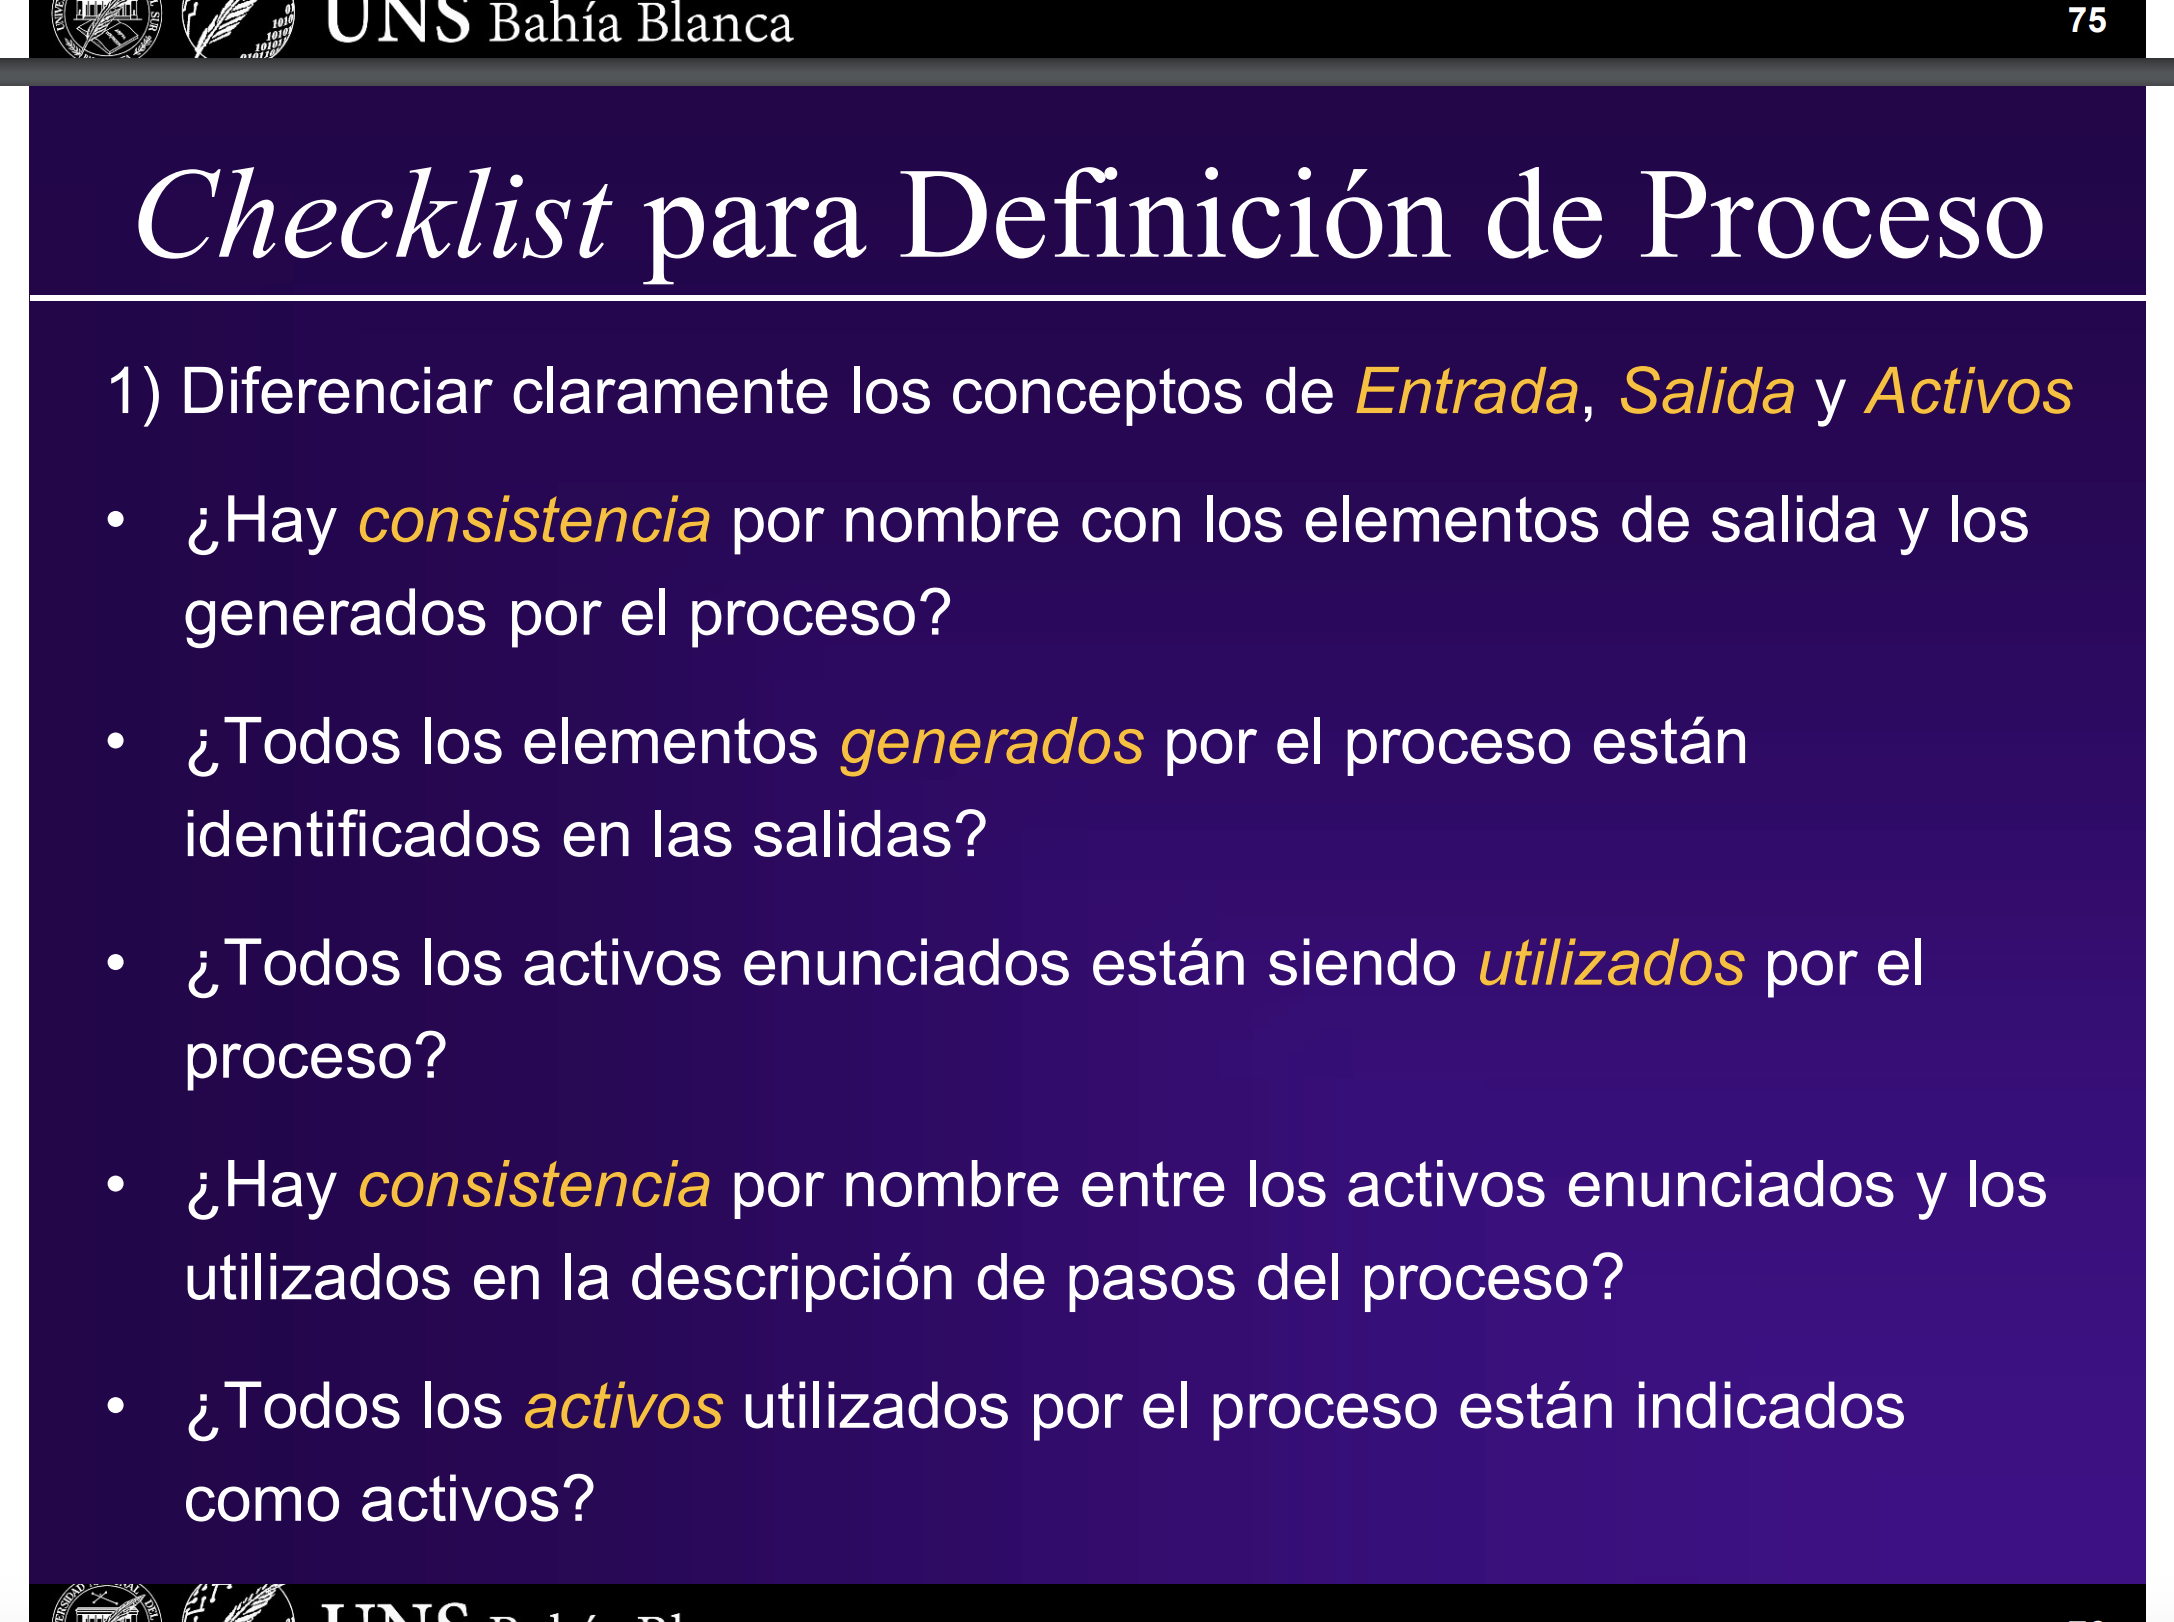 UNS Bahía Blanca
75
Checklist para Definición de Proceso
1) Diferenciar claramente los conceptos de Entrada, Salida y Activos
• ¿Hay consistencia por nombre con los elementos de salida y los
generados por el proceso?
• ¿Todos los elementos generados por el proceso están
identificados en las salidas?
• ¿Todos los activos enunciados están siendo utilizados por el
proceso?
• ¿Hay consistencia por nombre entre los activos enunciados y los
utilizados en la descripción de pasos del proceso?
• ¿Todos los activos utilizados por el proceso están indicados
como activos?
UNS Bahía Blanca